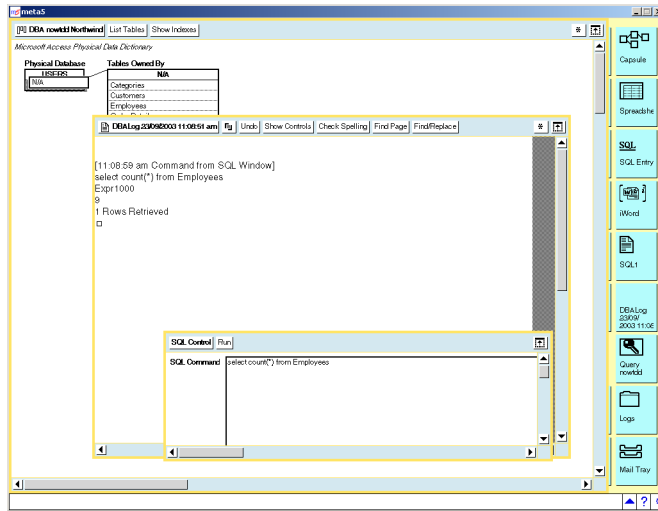 meta5
DBA nowtdd Northwind List Tables Show Indexes
Microsoft Access Physical Data Dictionary
Physical Database Tables Owned By
USERS N/A
N/A
Categories
Customers
Employees
DBALog 23/09/2003 11:08:51 am Undo Show Controls Check Spelling Find Page Find/Replace
[11:08:59 am Command from SQL Window]
select count(*) from Employees
Expr1000
9
1 Rows Retrieved
SQL Control Run
SQL Command select count(*) from Employees
Capsule
Spreadshe
SQL
SQL Entry
iWord
SQL1
DBALog
23/09/
2003 11:08
Query
nowtdd
Logs
Mail Tray
?